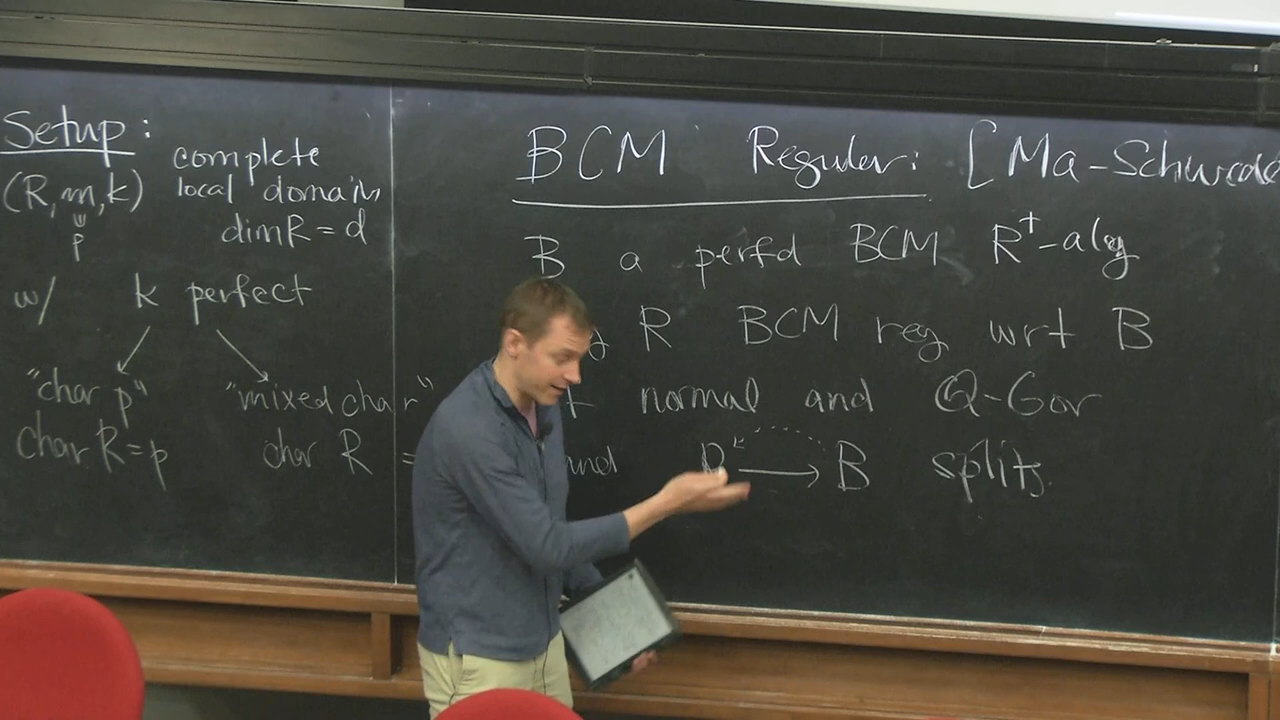 Setup:
(R, m, k) complete
local domain,
p dim R = d
w/ k perfect
"char p" "mixed char"
char R = p char R =
BCM Regular: [Ma-Schwede
B a perfd BCM R⁺-alg
R BCM reg wrt B
normal and Q-Gor
and R → B splits.